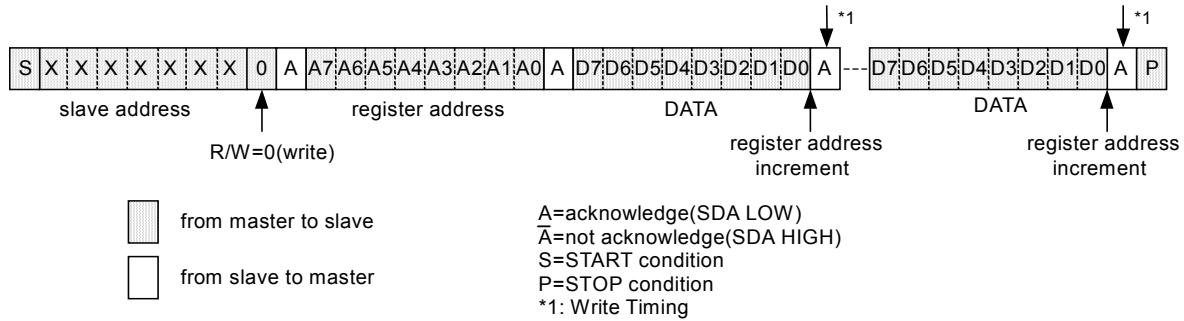 *1 *1
S X X X X X X X 0 A A7 A6 A5 A4 A3 A2 A1 A0 A D7 D6 D5 D4 D3 D2 D1 D0 A D7 D6 D5 D4 D3 D2 D1 D0 A P
slave address register address DATA DATA
R/W=0(write)
register address
increment
register address
increment
from master to slave
from slave to master
A=acknowledge(SDA LOW)
A̅=not acknowledge(SDA HIGH)
S=START condition
P=STOP condition
*1: Write Timing